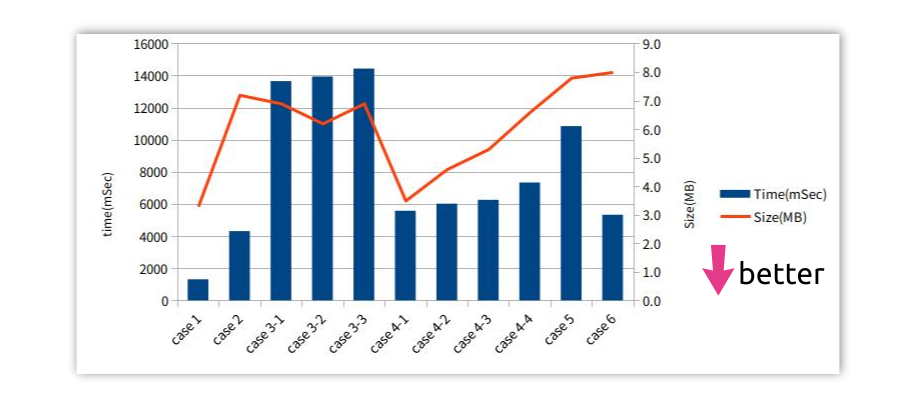 16000
14000
12000
10000
8000
6000
4000
2000
0
time(mSec)
9.0
8.0
7.0
6.0
5.0
4.0
3.0
2.0
1.0
0.0
Size(MB)
case 1
case 2
case 3-1
case 3-2
case 3-3
case 4-1
case 4-2
case 4-3
case 4-4
case 5
case 6
Time(mSec)
Size(MB)
better